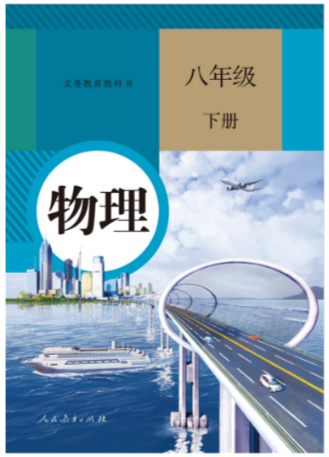 义务教育教科书
八年级
下册
物理
人民教育出版社